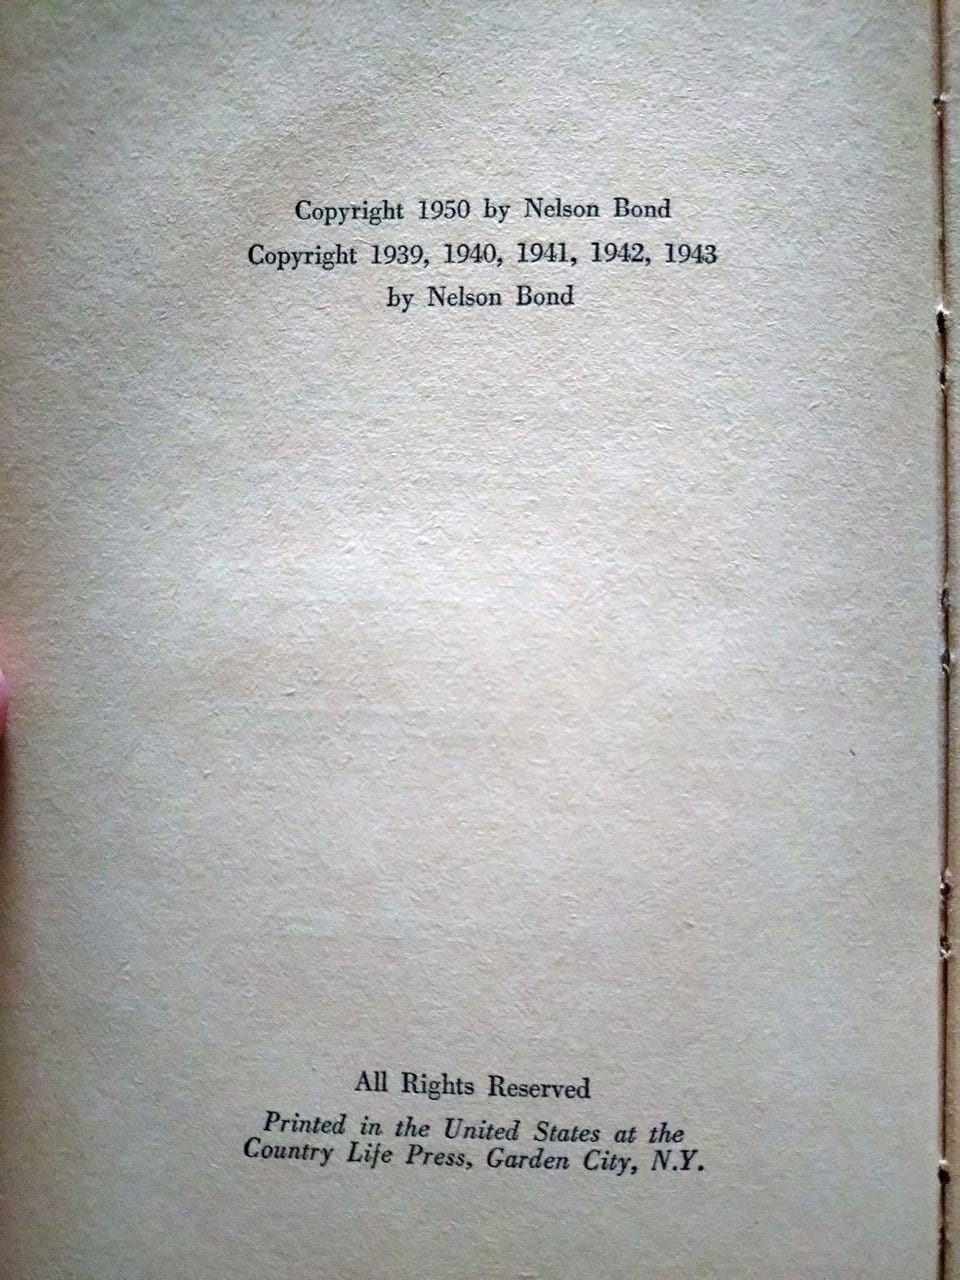 Copyright 1950 by Nelson Bond
Copyright 1939, 1940, 1941, 1942, 1943
by Nelson Bond
All Rights Reserved
Printed in the United States at the
Country Life Press, Garden City, N.Y.